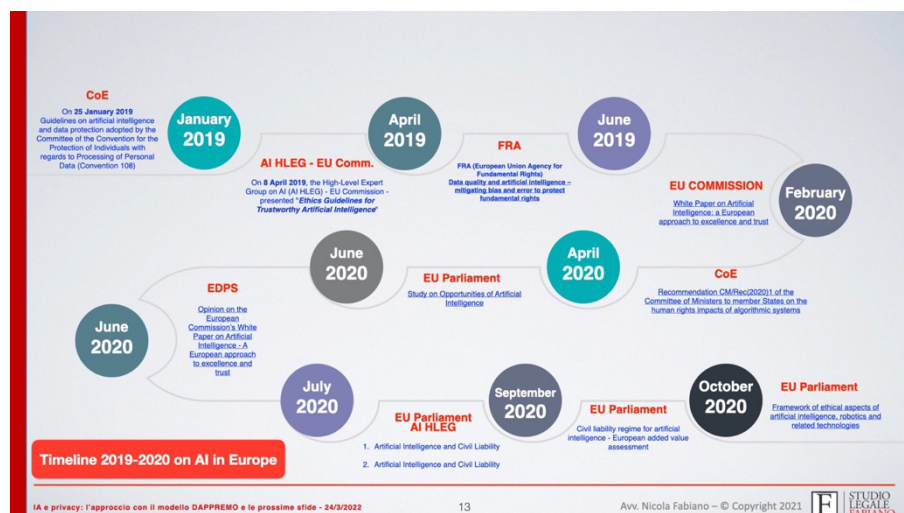 CoE
On 25 January 2019
Guidelines on artificial intelligence
and data protection adopted by the
Committee of the Convention for the
Protection of Individuals with
regards to Processing of Personal
Data (Convention 108)
January
2019
AI HLEG - EU Comm.
On 8 April 2019, the High-Level Expert
Group on AI (AI HLEG) - EU Commission -
presented "Ethics Guidelines for
Trustworthy Artificial Intelligence"
April
2019
FRA
FRA (European Union Agency for
Fundamental Rights)
Data quality and artificial intelligence –
mitigating bias and error to protect
fundamental rights
June
2019
EU COMMISSION
White Paper on Artificial
Intelligence: a European
approach to excellence and trust
February
2020
CoE
Recommendation CM/Rec(2020)1 of the
Committee of Ministers to member States on the
human rights impacts of algorithmic systems
April
2020
EU Parliament
Study on Opportunities of Artificial
Intelligence
June
2020
EDPS
Opinion on the
European
Commission's White
Paper on Artificial
Intelligence - A
European approach
to excellence and
trust
June
2020
July
2020
EU Parliament
AI HLEG
1. Artificial Intelligence and Civil Liability
2. Artificial Intelligence and Civil Liability
September
2020
EU Parliament
Civil liability regime for artificial
intelligence - European added value
assessment
October
2020
EU Parliament
Framework of ethical aspects of
artificial intelligence, robotics and
related technologies
Timeline 2019-2020 on AI in Europe
IA e privacy: l'approccio con il modello DAPPREMO e le prossime sfide - 24/3/2022
13
Avv. Nicola Fabiano – © Copyright 2021
F
STUDIO
LEGALE
FABIANO